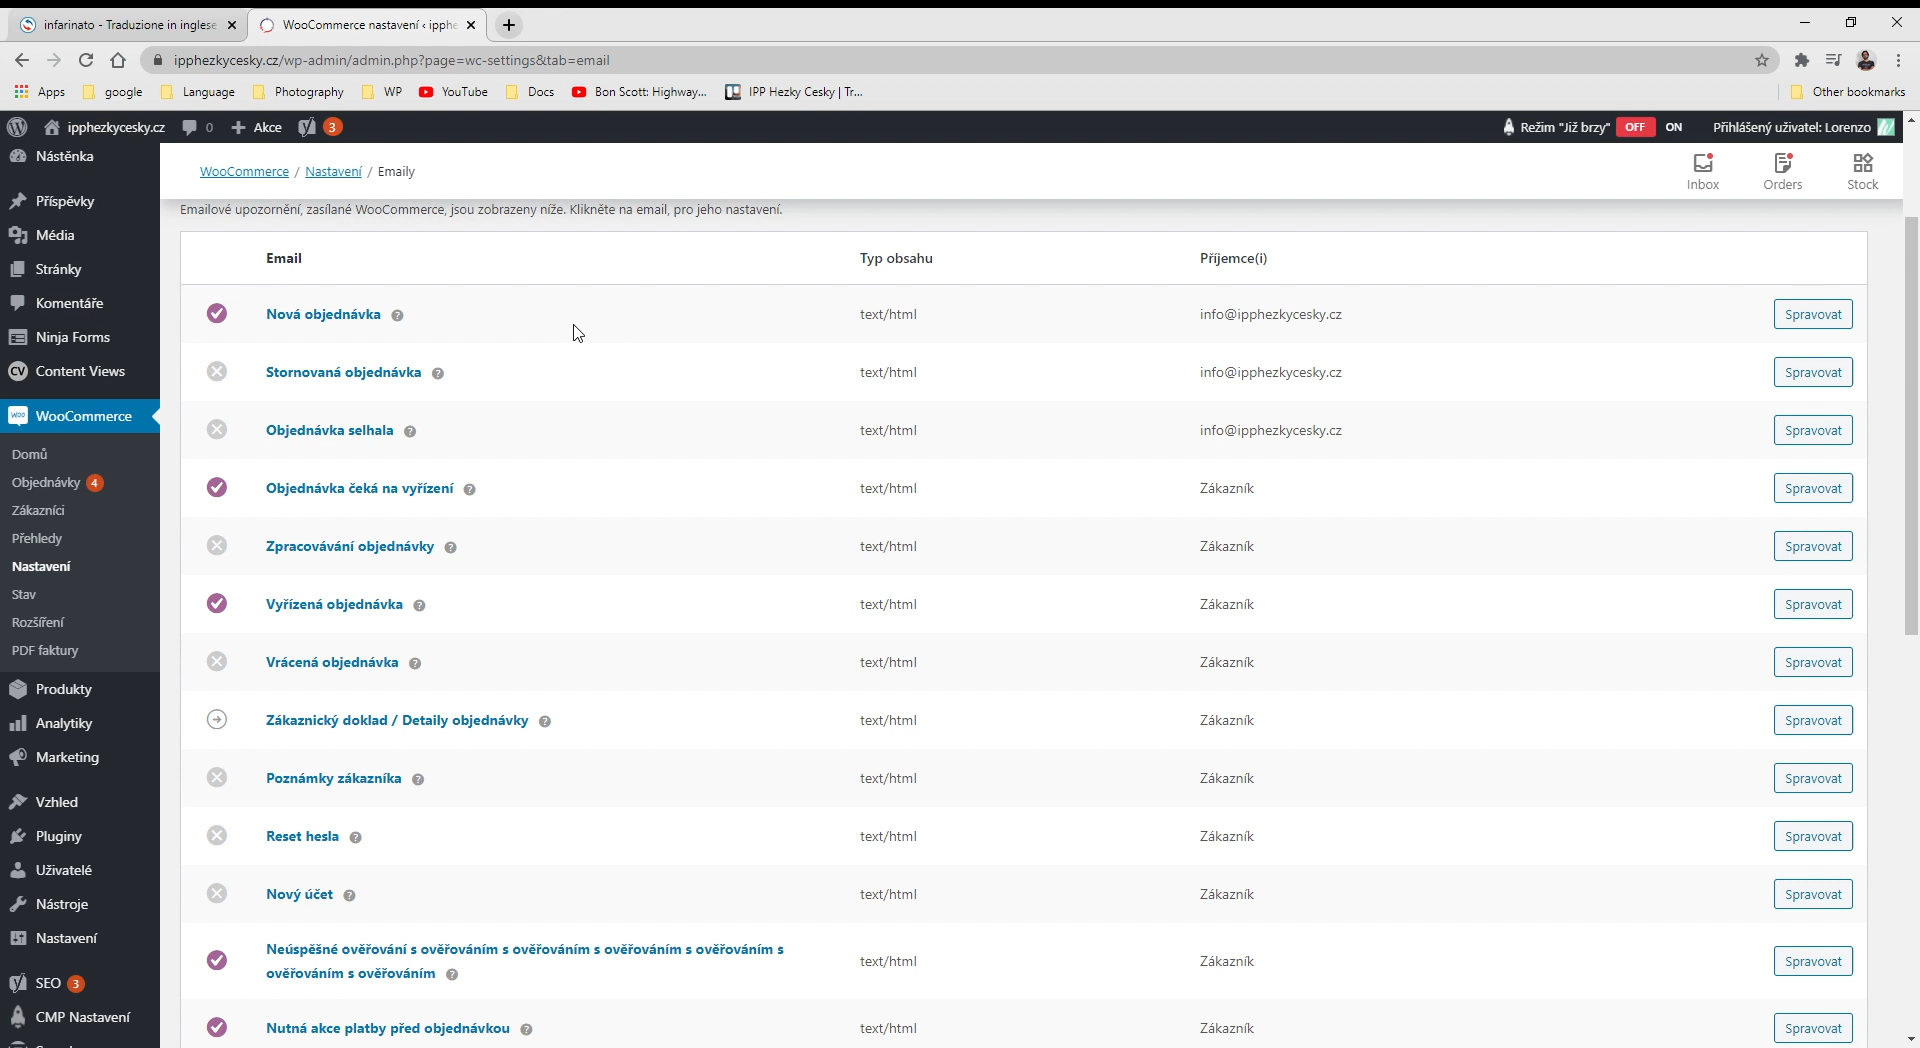 infarinato - Traduzione in inglese
WooCommerce nastavení ‹ ipphe
ipphezkycesky.cz/wp-admin/admin.php?page=wc-settings&tab=email
Apps google Language Photography WP YouTube Docs Bon Scott: Highway... IPP Hezky Cesky | Tr... Other bookmarks
ipphezkycesky.cz 0 Akce 3 Režim "Již brzy" OFF ON Přihlášený uživatel: Lorenzo
Nástěnka
Příspěvky
Média
Stránky
Komentáře
Ninja Forms
Content Views
WooCommerce
Domů
Objednávky 4
Zákazníci
Přehledy
Nastavení
Stav
Rozšíření
PDF faktury
Produkty
Analytiky
Marketing
Vzhled
Pluginy
Uživatelé
Nástroje
Nastavení
SEO 3
CMP Nastavení
WooCommerce / Nastavení / Emaily
Inbox Orders Stock
Emailové upozornění, zasílané WooCommerce, jsou zobrazeny níže. Klikněte na email, pro jeho nastavení.
Email Typ obsahu Příjemce(i)
Nová objednávka text/html info@ipphezkycesky.cz Spravovat
Stornovaná objednávka text/html info@ipphezkycesky.cz Spravovat
Objednávka selhala text/html info@ipphezkycesky.cz Spravovat
Objednávka čeká na vyřízení text/html Zákazník Spravovat
Zpracovávání objednávky text/html Zákazník Spravovat
Vyřízená objednávka text/html Zákazník Spravovat
Vrácená objednávka text/html Zákazník Spravovat
Zákaznický doklad / Detaily objednávky text/html Zákazník Spravovat
Poznámky zákazníka text/html Zákazník Spravovat
Reset hesla text/html Zákazník Spravovat
Nový účet text/html Zákazník Spravovat
Neúspěšné ověřování s ověřováním s ověřováním s ověřováním s ověřováním s
ověřováním s ověřováním text/html Zákazník Spravovat
Nutná akce platby před objednávkou text/html Zákazník Spravovat